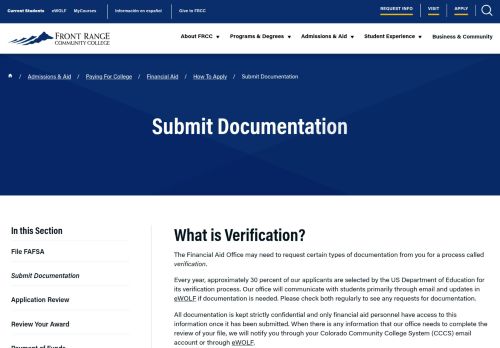 Current Students eWOLF MyCourses Información en español Give to FRCC REQUEST INFO VISIT APPLY
FRONT RANGE
COMMUNITY COLLEGE
About FRCC Programs & Degrees Admissions & Aid Student Experience Business & Community
/ Admissions & Aid / Paying For College / Financial Aid / How To Apply / Submit Documentation
Submit Documentation
In this Section
File FAFSA
Submit Documentation
Application Review
Review Your Award
Payment of Funds
What is Verification?
The Financial Aid Office may need to request certain types of documentation from you for a process called
verification.
Every year, approximately 30 percent of our applicants are selected by the US Department of Education for
its verification process. Our office will communicate with students primarily through email and updates in
eWOLF if documentation is needed. Please check both regularly to see any requests for documentation.
All documentation is kept strictly confidential and only financial aid personnel have access to this
information once it has been submitted. When there is any information that our office needs to complete the
review of your file, we will notify you through your Colorado Community College System (CCCS) email
account or through eWOLF.